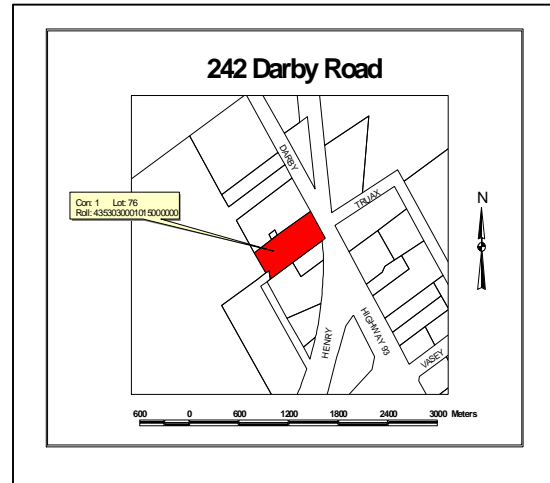 242 Darby Road
DARBY
TRUAX
Con: 1 Lot: 76
Roll: 4353030001015000000
N
HENRY
HIGHWAY 93
VASEY
600 0 600 1200 1800 2400 3000 Meters